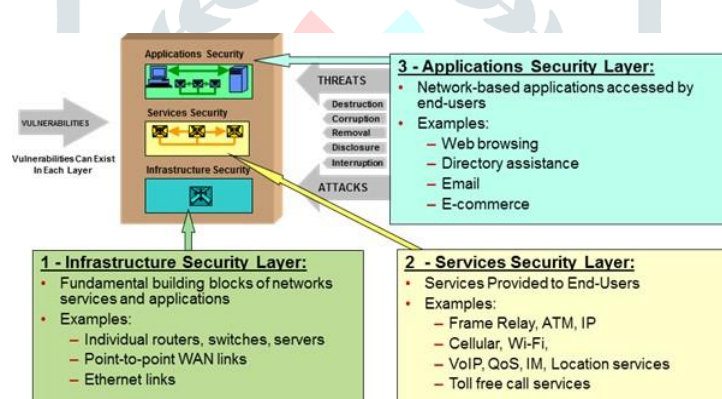 Applications Security
Services Security
Infrastructure Security
VULNERABILITIES
Vulnerabilities Can Exist
In Each Layer
THREATS
Destruction
Corruption
Removal
Disclosure
Interruption
ATTACKS
3 - Applications Security Layer:
• Network-based applications accessed by
end-users
• Examples:
– Web browsing
– Directory assistance
– Email
– E-commerce
1 - Infrastructure Security Layer:
• Fundamental building blocks of networks
services and applications
• Examples:
– Individual routers, switches, servers
– Point-to-point WAN links
– Ethernet links
2 - Services Security Layer:
• Services Provided to End-Users
• Examples:
– Frame Relay, ATM, IP
– Cellular, Wi-Fi,
– VoIP, QoS, IM, Location services
– Toll free call services